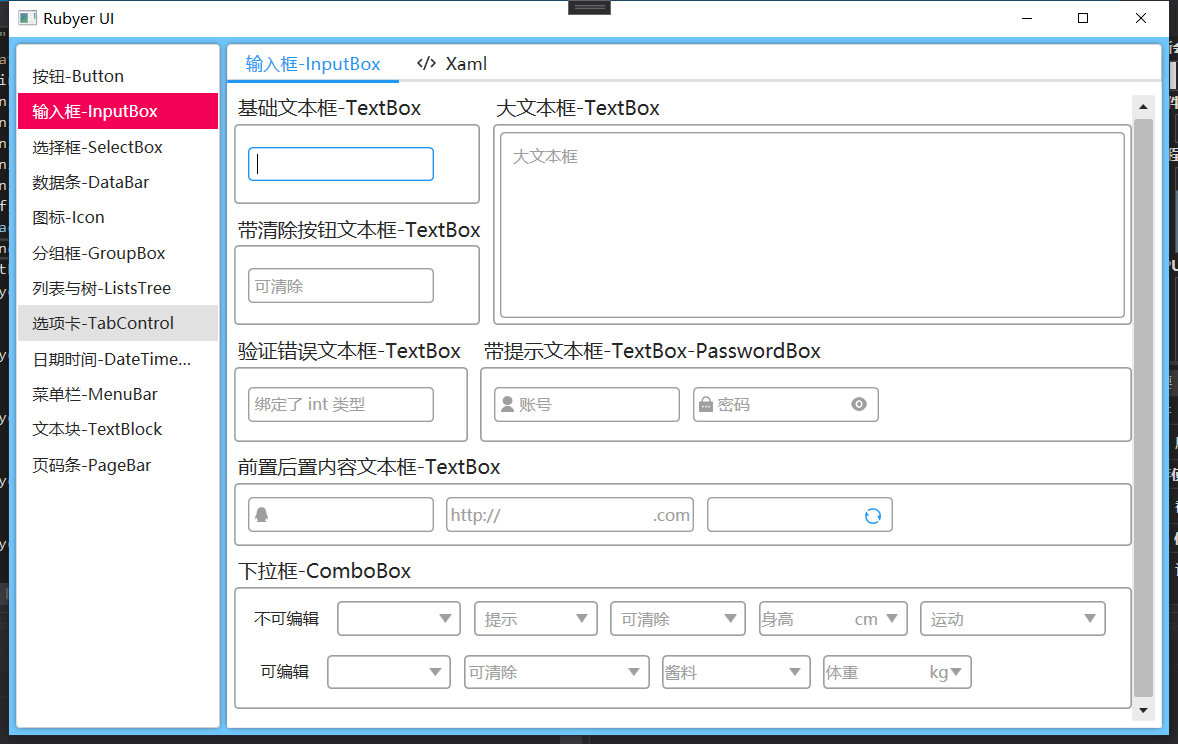 Rubyer UI
按钮-Button
输入框-InputBox
选择框-SelectBox
数据条-DataBar
图标-Icon
分组框-GroupBox
列表与树-ListsTree
选项卡-TabControl
日期时间-DateTime...
菜单栏-MenuBar
文本块-TextBlock
页码条-PageBar
输入框-InputBox
</> Xaml
基础文本框-TextBox
大文本框-TextBox
大文本框
带清除按钮文本框-TextBox
可清除
验证错误文本框-TextBox
带提示文本框-TextBox-PasswordBox
绑定了 int 类型
账号
密码
前置后置内容文本框-TextBox
http:// .com
下拉框-ComboBox
不可编辑
提示
可清除
身高 cm
运动
可编辑
可清除
酱料
体重 kg